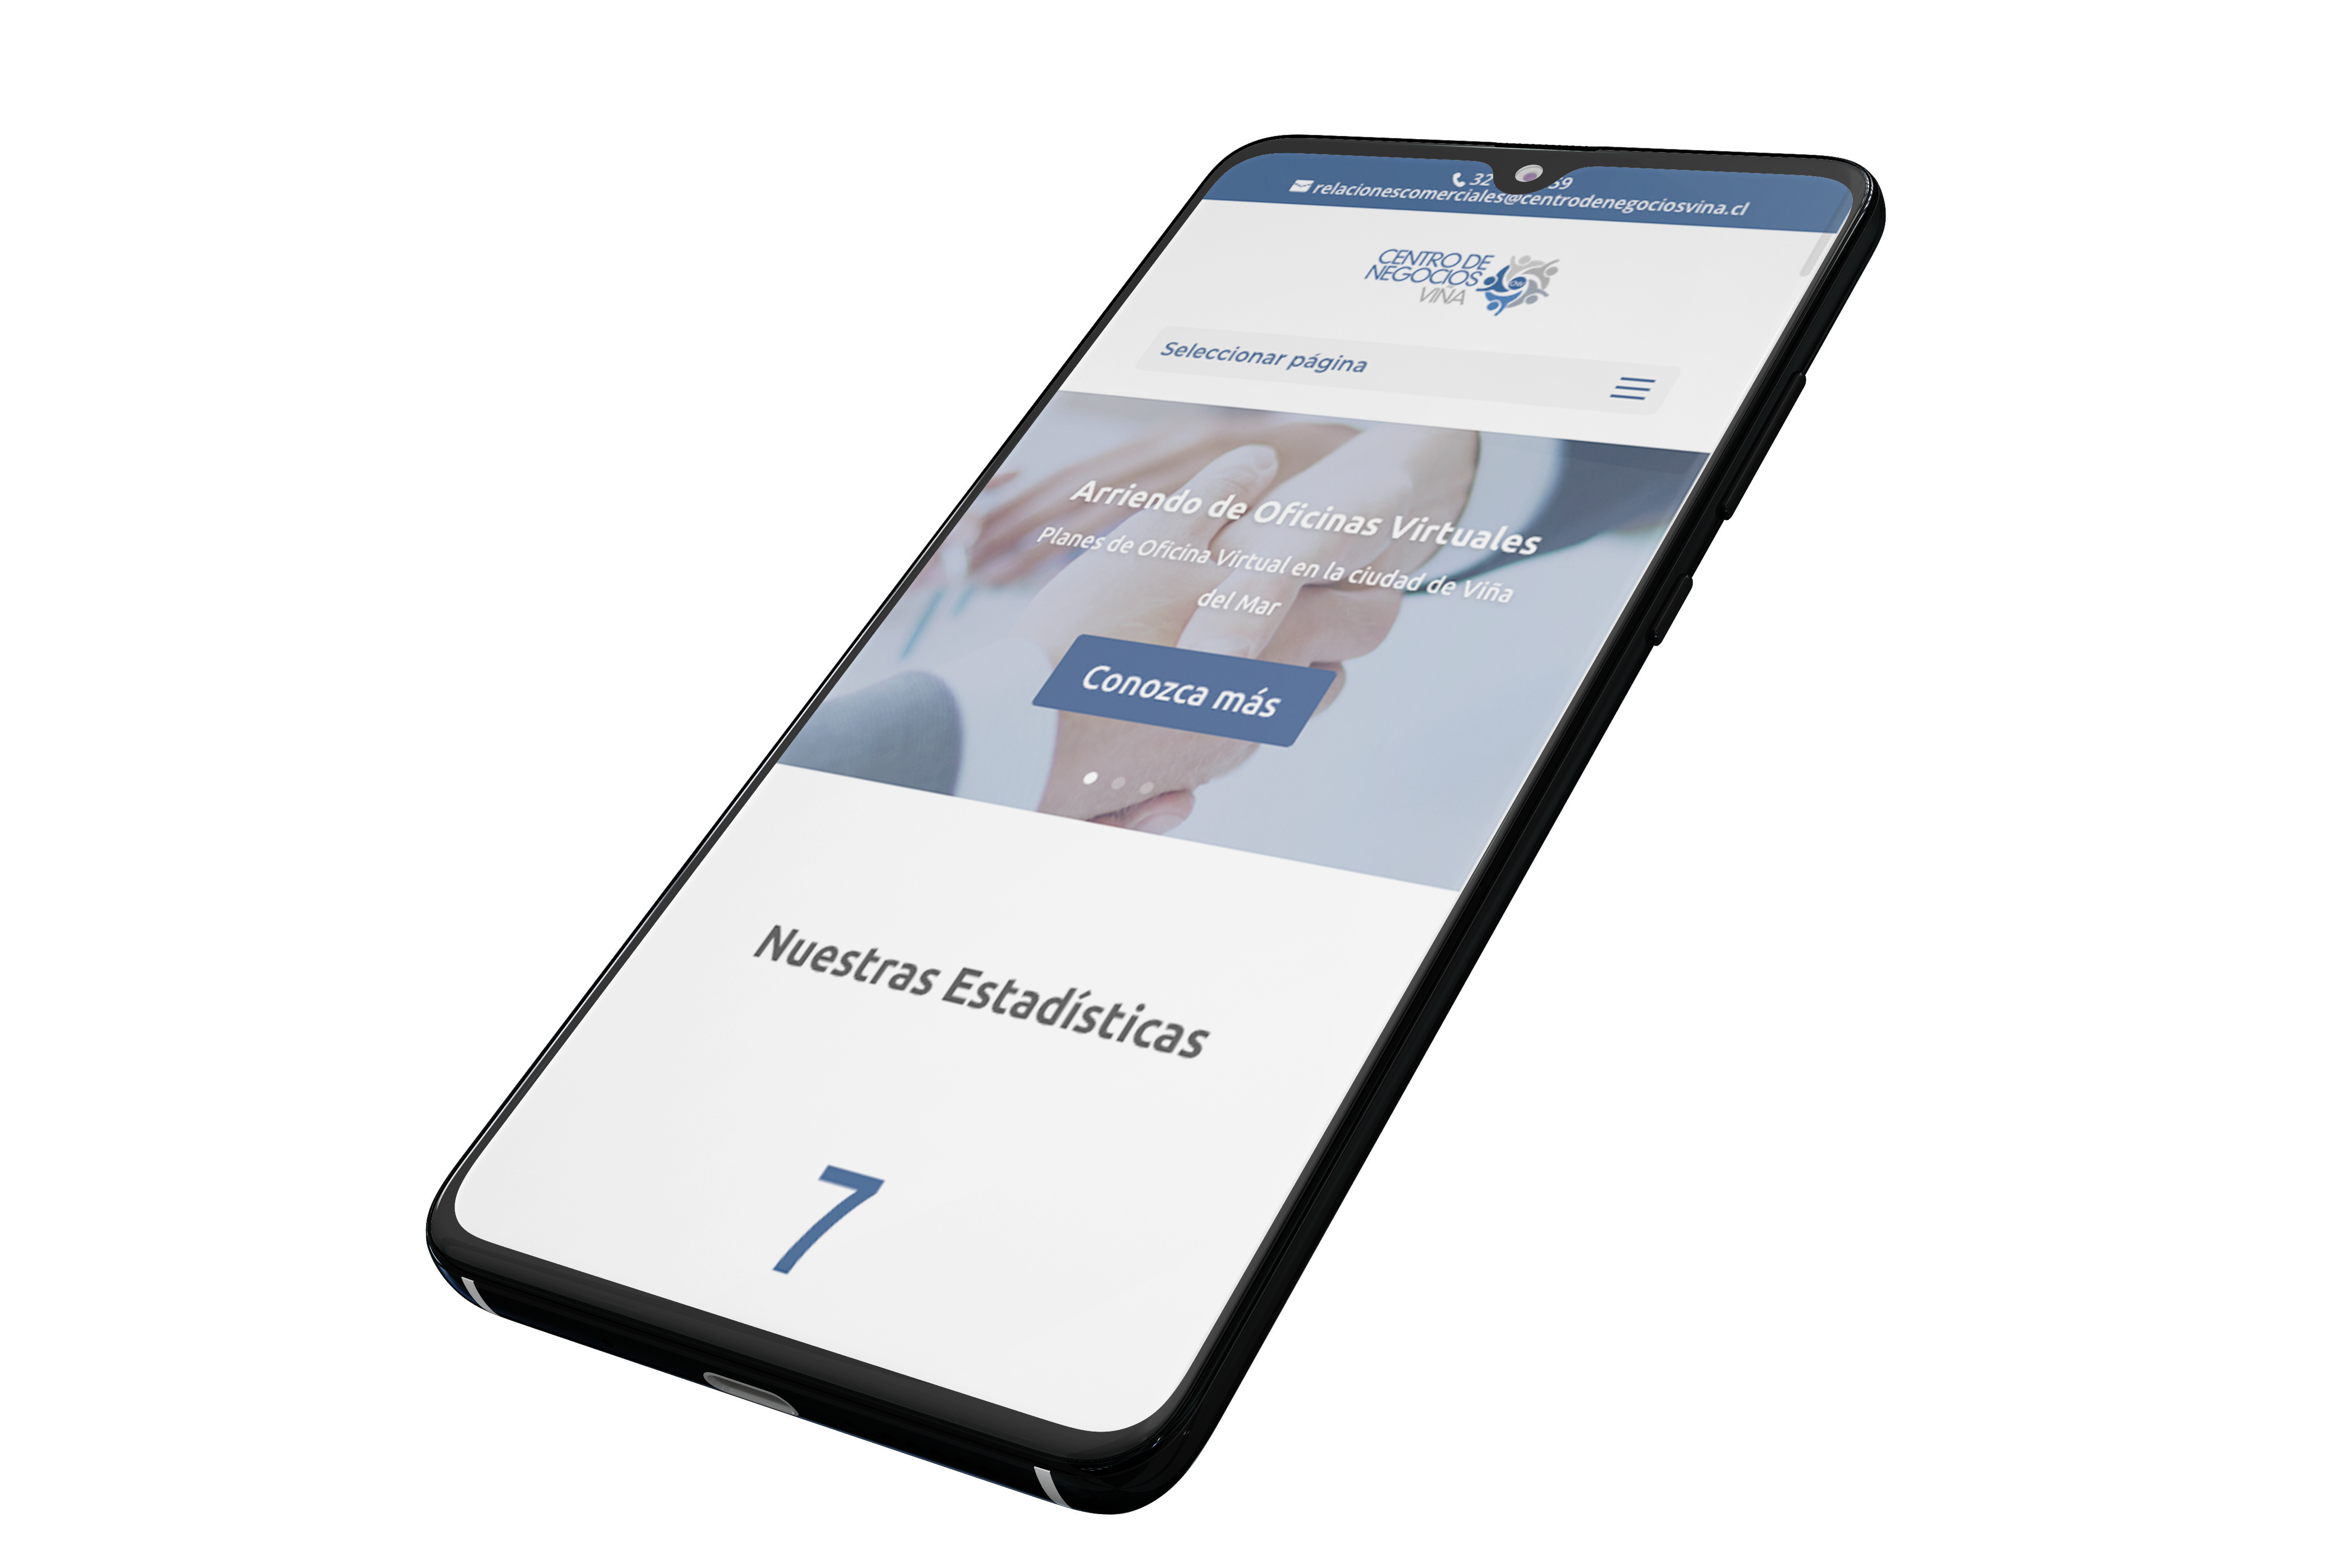 32 59
relacionescomerciales@centrodenegociosvina.cl
CENTRO DE
NEGOCIOS
VIÑA
Seleccionar página
Arriendo de Oficinas Virtuales
Planes de Oficina Virtual en la ciudad de Viña
del Mar
Conozca más
Nuestras Estadísticas
7